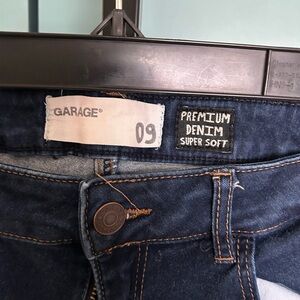 GARAGE®
09
PREMIUM
DENIM
SUPER SOFT